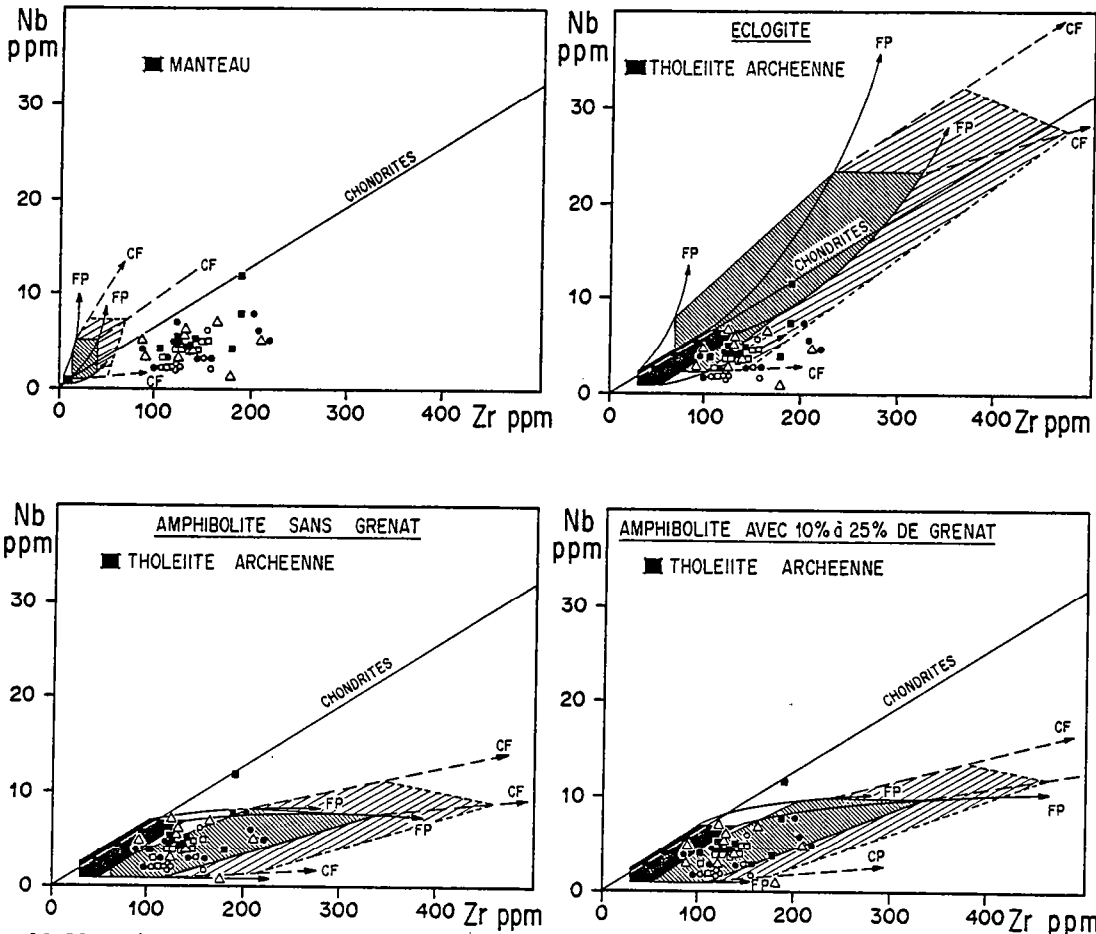 Nb
ppm
MANTEAU
30
20
10
0
CHONDRITES
CF
CF
FP
FP
CF
0
100
200
300
400
Zr ppm
Nb
ppm
ECLOGITE
THOLEIITE ARCHEENNE
CF
FP
30
FP
CF
20
CHONDRITES
FP
10
CF
0
0
100
200
300
400
Zr ppm
Nb
ppm
AMPHIBOLITE SANS GRENAT
THOLEIITE ARCHEENNE
30
CHONDRITES
20
CF
10
FP
CF
FP
CF
0
0
100
200
300
400
Zr ppm
Nb
ppm
AMPHIBOLITE AVEC 10% à 25% DE GRENAT
THOLEIITE ARCHEENNE
30
CHONDRITES
20
CF
10
FP
FP
CP
FP
0
0
100
200
300
400
Zr ppm